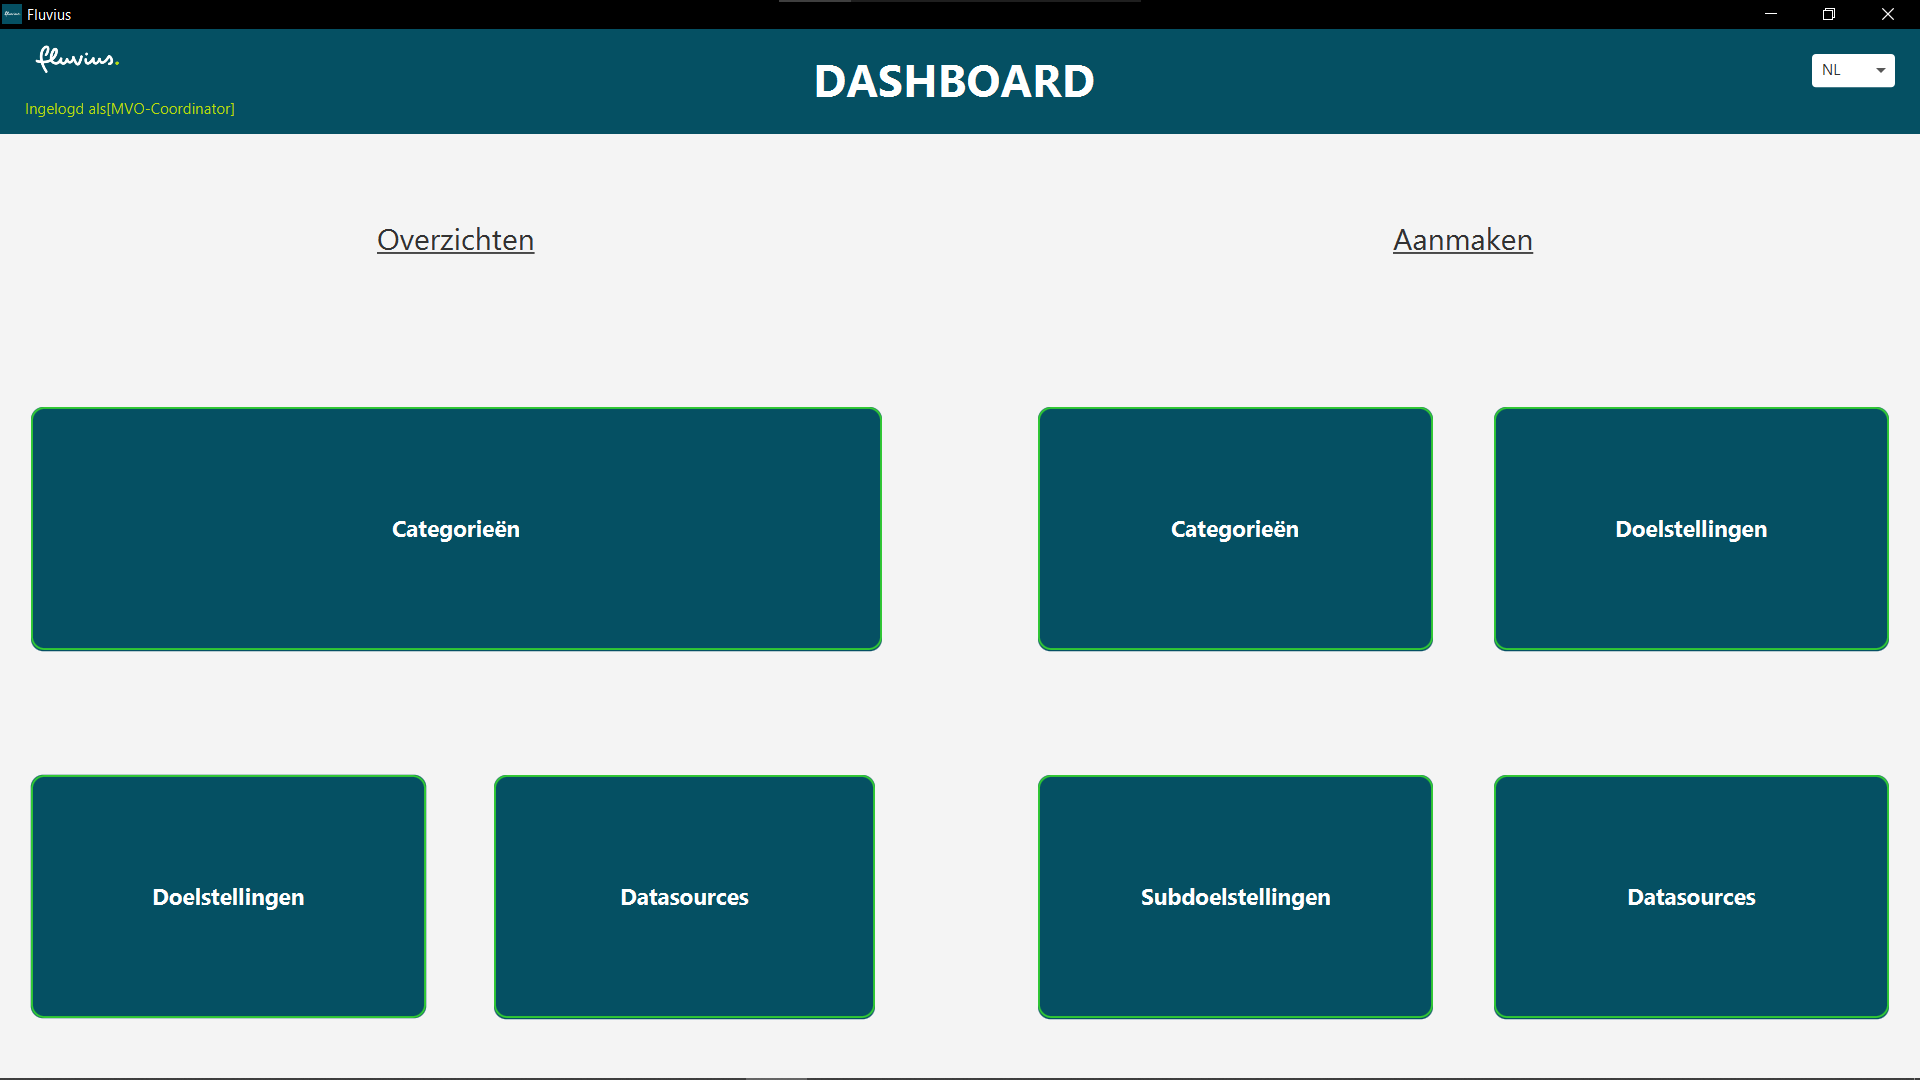 Fluvius
fluvius.
DASHBOARD
NL
Ingelogd als[MVO-Coordinator]
Overzichten
Aanmaken
Categorieën
Categorieën
Doelstellingen
Doelstellingen
Datasources
Subdoelstellingen
Datasources